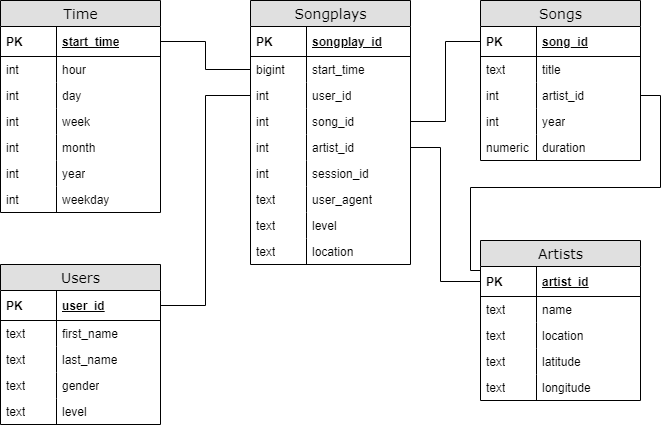 Time
PK start_time
int hour
int day
int week
int month
int year
int weekday
Songplays
PK songplay_id
bigint start_time
int user_id
int song_id
int artist_id
int session_id
text user_agent
text level
text location
Songs
PK song_id
text title
int artist_id
int year
numeric duration
Users
PK user_id
text first_name
text last_name
text gender
text level
Artists
PK artist_id
text name
text location
text latitude
text longitude